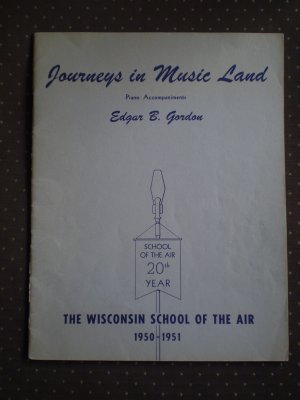 Journeys in Music Land
Piano Accompaniments
Edgar B. Gordon
SCHOOL
OF THE AIR
20th
YEAR
THE WISCONSIN SCHOOL OF THE AIR
1950-1951